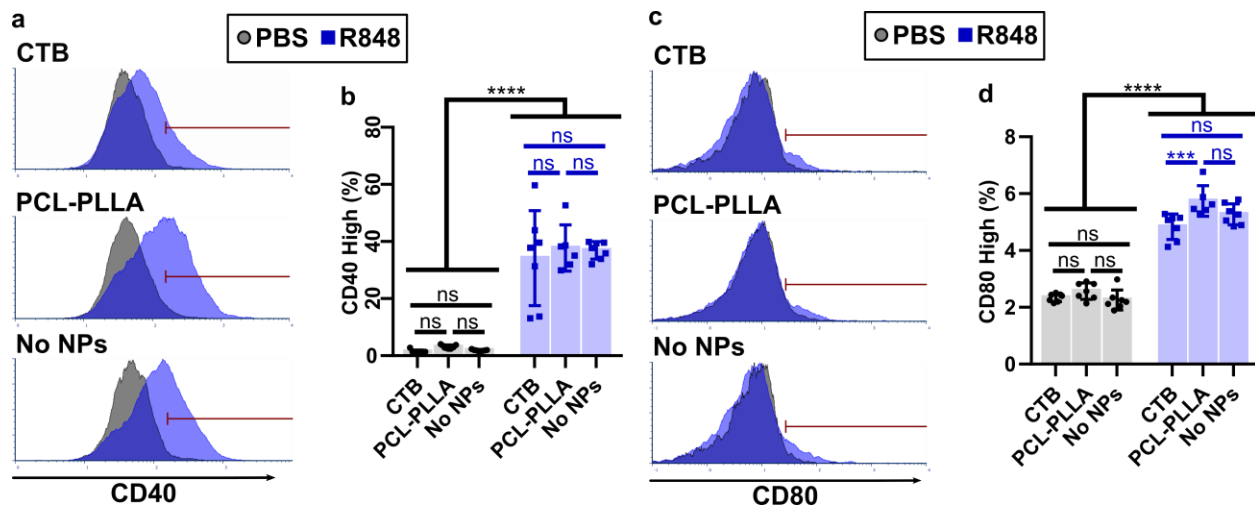 a
PBS R848
CTB
PCL-PLLA
No NPs
CD40
b
****
ns
ns ns
ns
ns ns
CD40 High (%)
80
60
40
20
0
CTB
PCL-PLLA
No NPs
CTB
PCL-PLLA
No NPs
c
PBS R848
CTB
PCL-PLLA
No NPs
CD80
d
****
ns
*** ns
ns
ns ns
CD80 High (%)
8
6
4
2
0
CTB
PCL-PLLA
No NPs
CTB
PCL-PLLA
No NPs